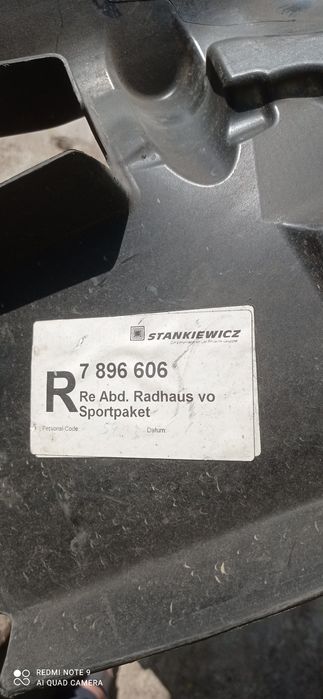 STANKIEWICZ
R
7 896 606
Re Abd. Radhaus vo
Sportpaket
Personal-Code: Datum:
REDMI NOTE 9
AI QUAD CAMERA